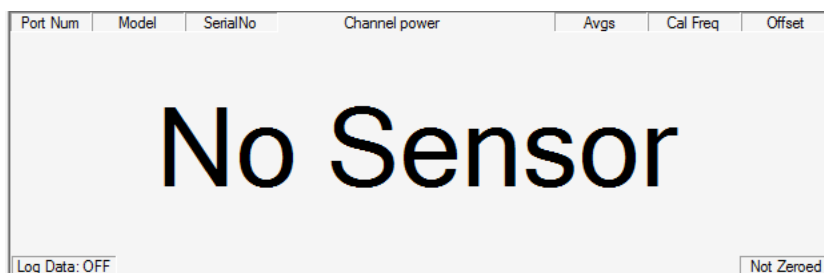 Port Num Model SerialNo Channel power Avgs Cal Freq Offset
No Sensor
Log Data: OFF Not Zeroed